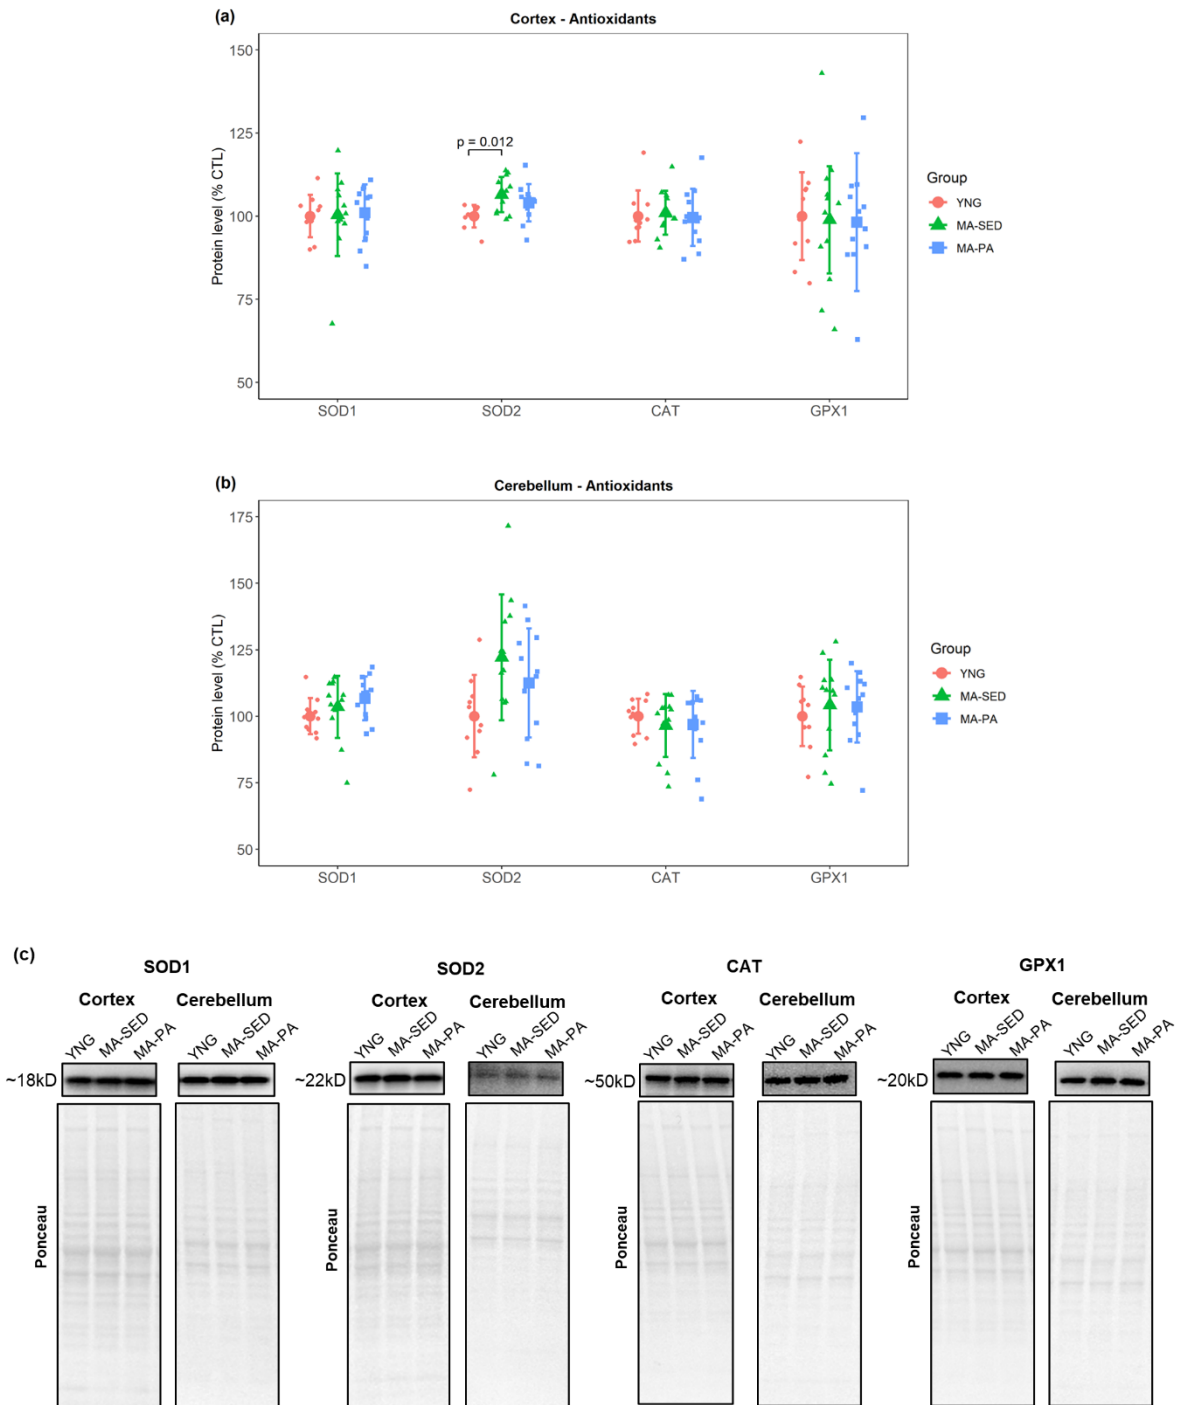 (a)
Cortex - Antioxidants
150
125
100
75
50
Protein level (% CTL)
p = 0.012
SOD1 SOD2 CAT GPX1
Group
YNG
MA-SED
MA-PA
(b)
Cerebellum - Antioxidants
175
150
125
100
75
50
Protein level (% CTL)
SOD1 SOD2 CAT GPX1
Group
YNG
MA-SED
MA-PA
(c)
SOD1 SOD2 CAT GPX1
Cortex Cerebellum Cortex Cerebellum Cortex Cerebellum Cortex Cerebellum
YNG MA-SED MA-PA YNG MA-SED MA-PA YNG MA-SED MA-PA YNG MA-SED MA-PA YNG MA-SED MA-PA YNG MA-SED MA-PA YNG MA-SED MA-PA YNG MA-SED MA-PA
~18kD ~22kD ~50kD ~20kD
Ponceau Ponceau Ponceau Ponceau